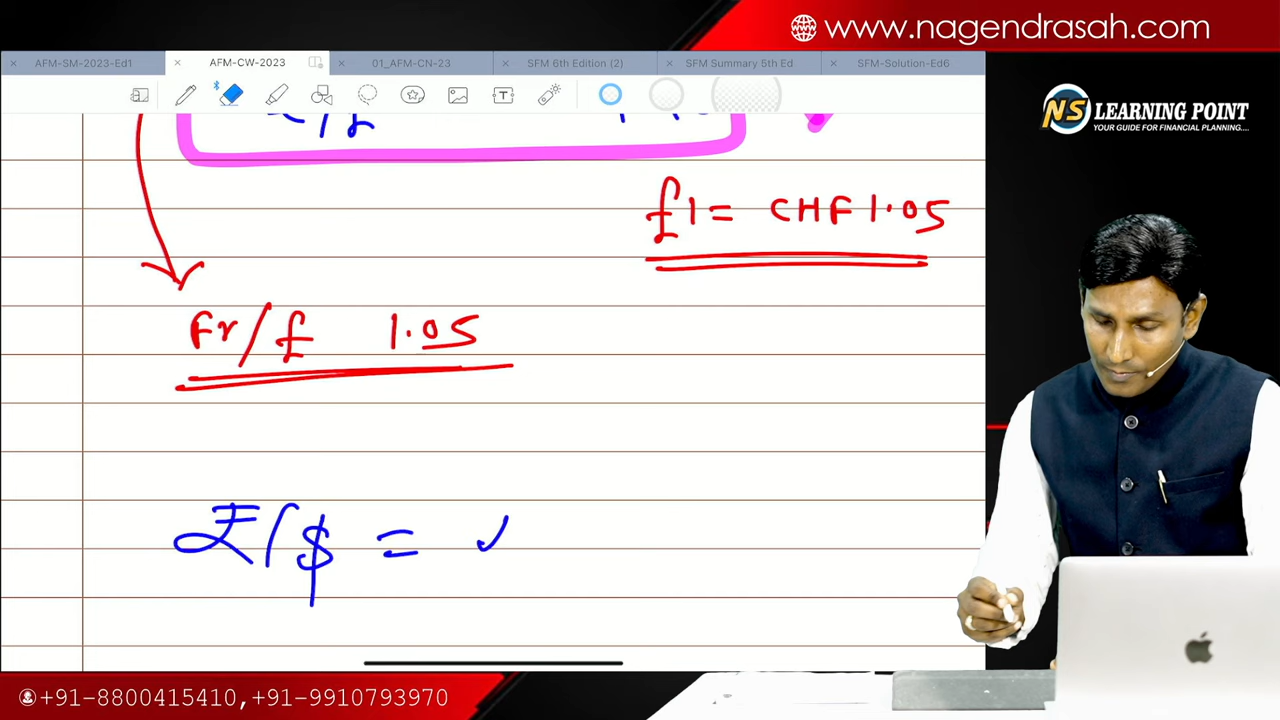 www.nagendrasah.com
AFM-SM-2023-Ed1
AFM-CW-2023
01_AFM-CN-23
SFM 6th Edition (2)
SFM Summary 5th Ed
SFM-Solution-Ed6
NS LEARNING POINT
YOUR GUIDE FOR FINANCIAL PLANNING....
£1 = CHF 1.05
Fr/£ 1.05
₹/$ =
+91-8800415410,+91-9910793970